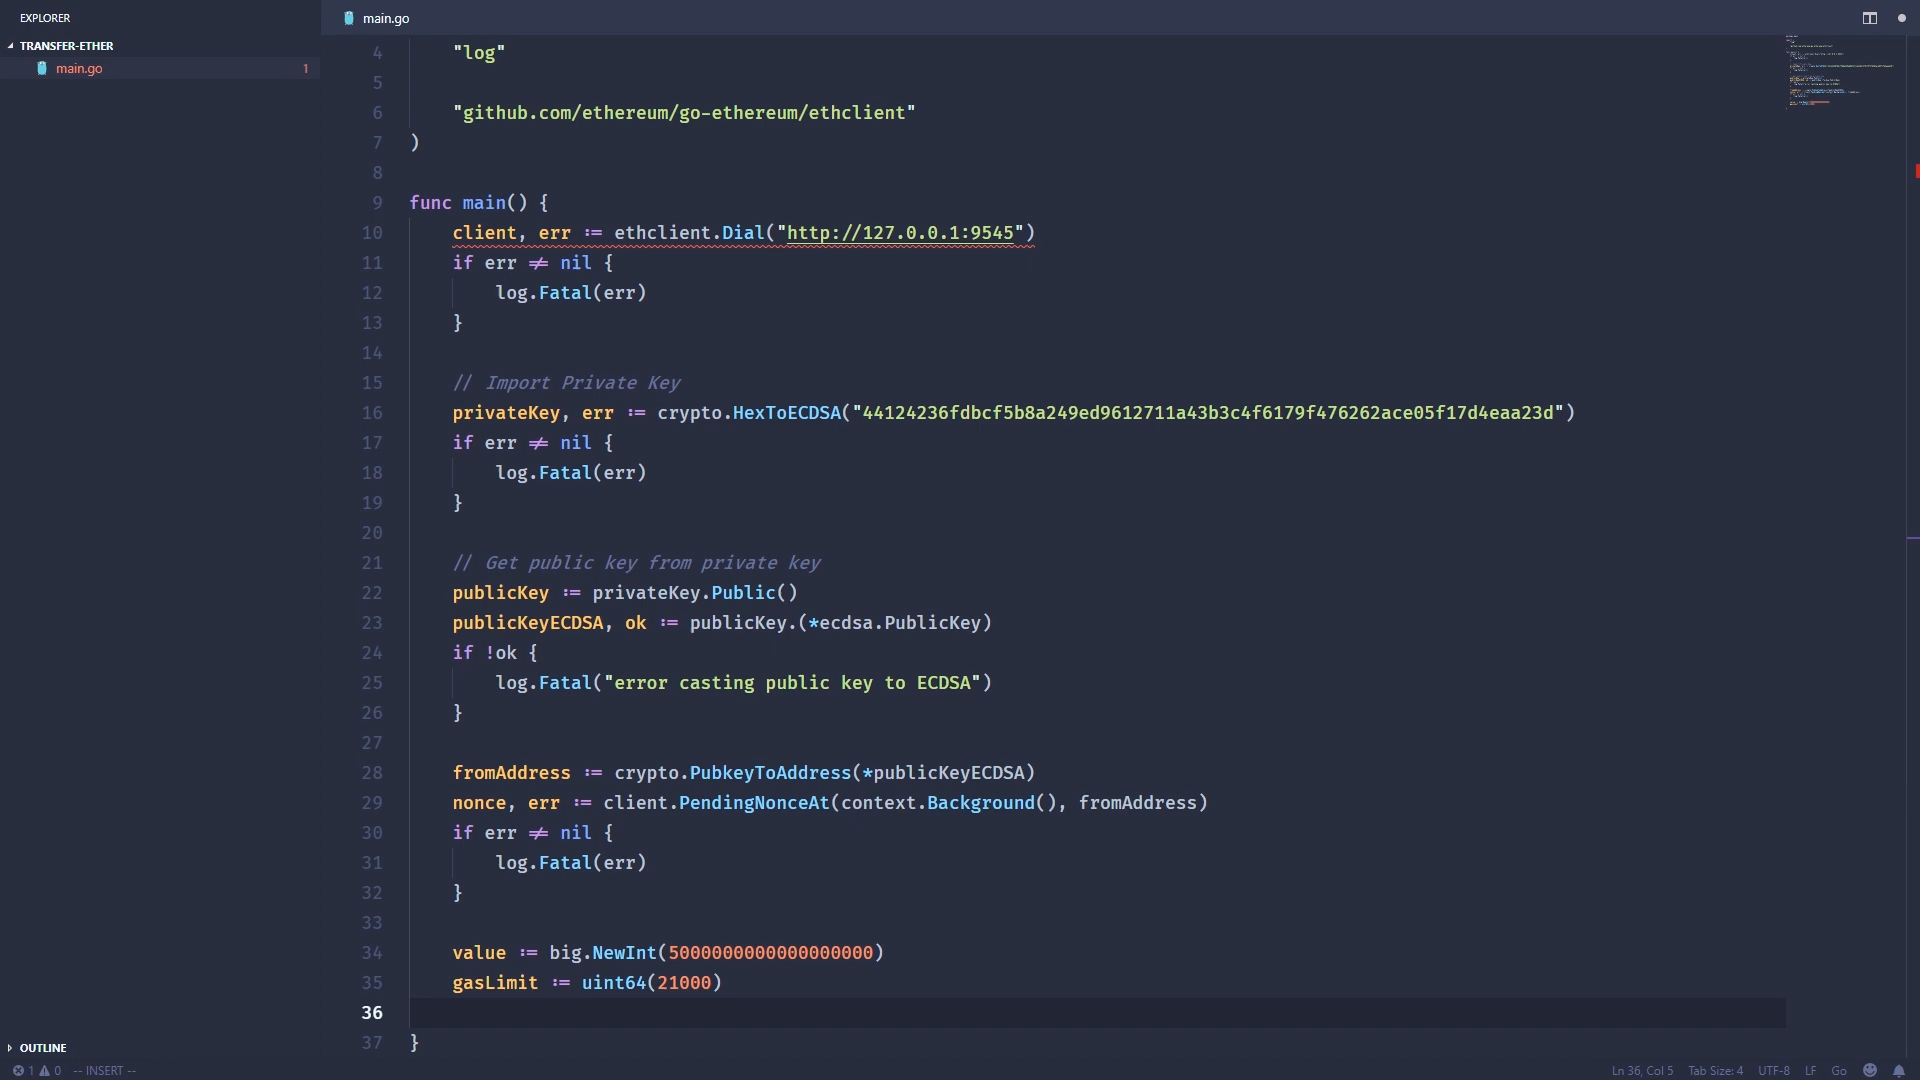 EXPLORER
TRANSFER-ETHER
main.go
1
OUTLINE
main.go
4 "log"
5
6 "github.com/ethereum/go-ethereum/ethclient"
7 )
8
9 func main() {
10 client, err := ethclient.Dial("http://127.0.0.1:9545")
11 if err != nil {
12 log.Fatal(err)
13 }
14
15 // Import Private Key
16 privateKey, err := crypto.HexToECDSA("44124236fdbcf5b8a249ed9612711a43b3c4f6179f476262ace05f17d4eaa23d")
17 if err != nil {
18 log.Fatal(err)
19 }
20
21 // Get public key from private key
22 publicKey := privateKey.Public()
23 publicKeyECDSA, ok := publicKey.(*ecdsa.PublicKey)
24 if !ok {
25 log.Fatal("error casting public key to ECDSA")
26 }
27
28 fromAddress := crypto.PubkeyToAddress(*publicKeyECDSA)
29 nonce, err := client.PendingNonceAt(context.Background(), fromAddress)
30 if err != nil {
31 log.Fatal(err)
32 }
33
34 value := big.NewInt(5000000000000000000)
35 gasLimit := uint64(21000)
36
37 }
1 0 -- INSERT --
Ln 36, Col 5 Tab Size: 4 UTF-8 LF Go